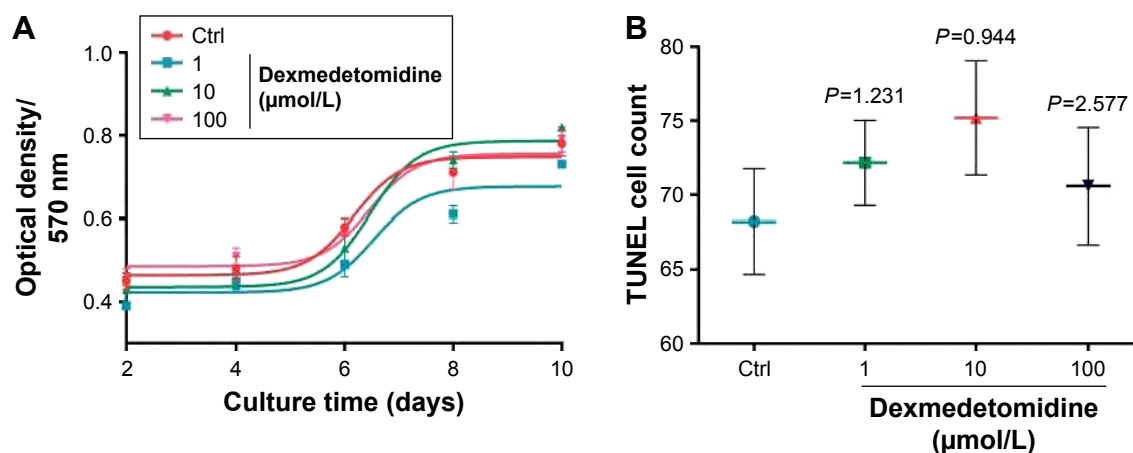 A
Ctrl
1
10
100
Dexmedetomidine
(µmol/L)
1.0
0.8
0.6
0.4
Optical density/
570 nm
2
4
6
8
10
Culture time (days)
B
80
75
70
65
60
TUNEL cell count
P=1.231
P=0.944
P=2.577
Ctrl
1
10
100
Dexmedetomidine
(µmol/L)